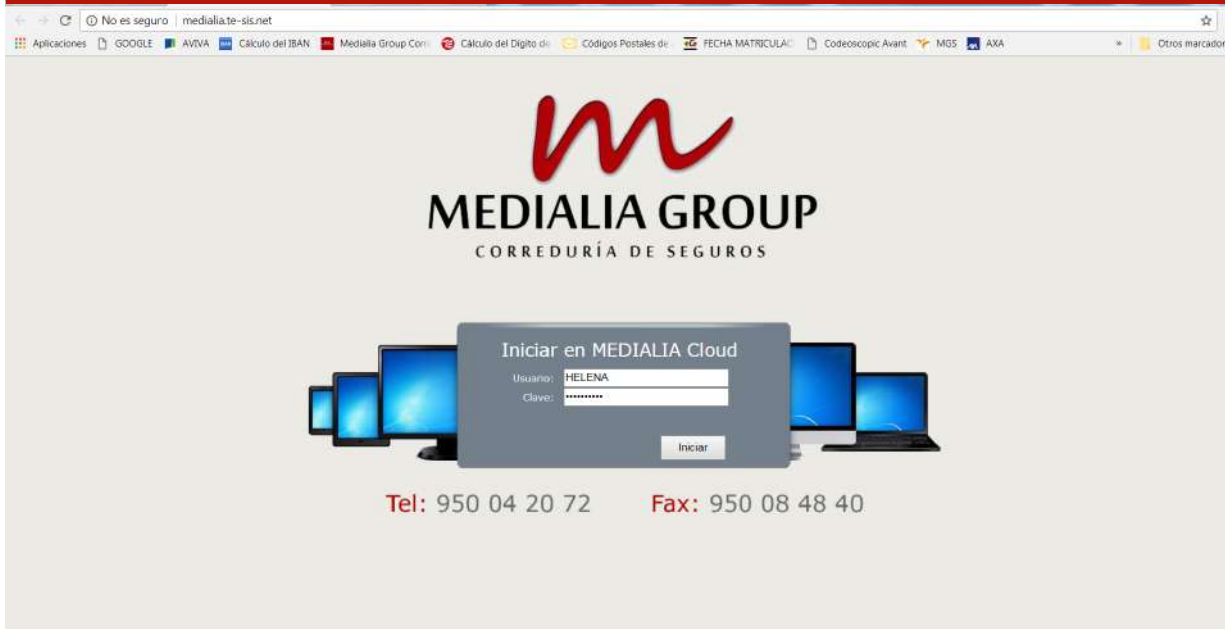 No es seguro | medialia.te-sis.net
Aplicaciones GOOGLE AVIVA Cálculo del IBAN Medialia Group Corr Cálculo del Dígito de Códigos Postales de FECHA MATRICULAC Codeoscopic Avant MGS AXA » Otros marcador
m
MEDIALIA GROUP
CORREDURÍA DE SEGUROS
Iniciar en MEDIALIA Cloud
Usuario: HELENA
Clave: ••••••••••
Iniciar
Tel: 950 04 20 72 Fax: 950 08 48 40